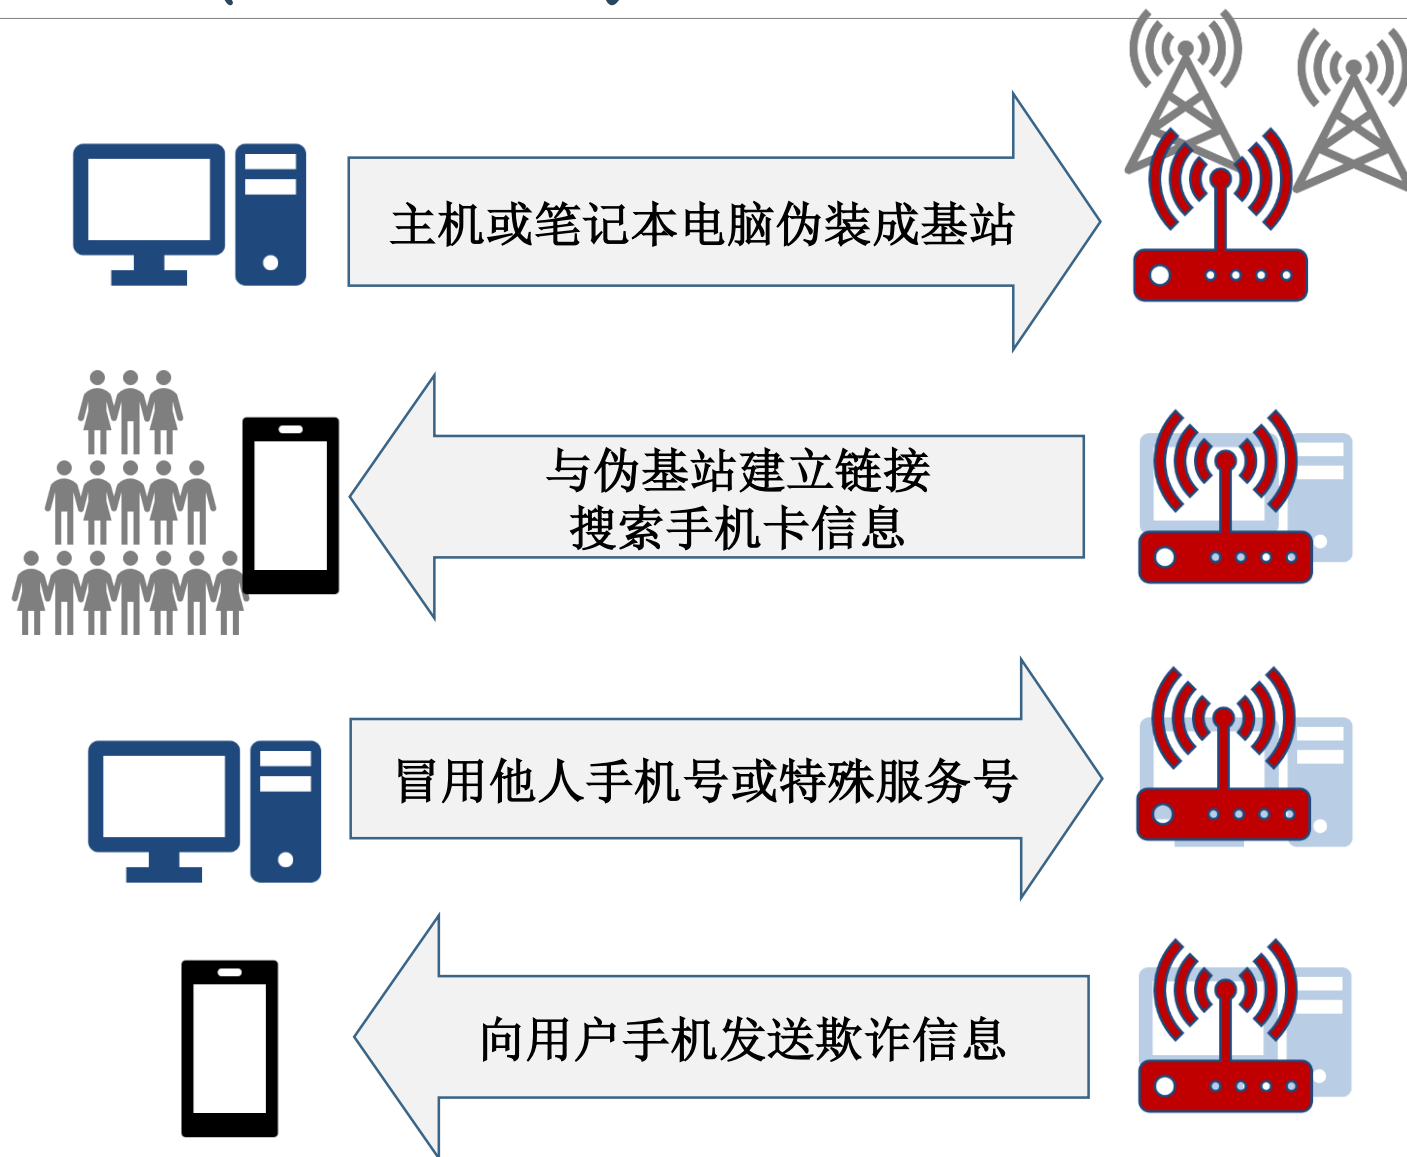 主机或笔记本电脑伪装成基站
与伪基站建立链接
搜索手机卡信息
冒用他人手机号或特殊服务号
向用户手机发送欺诈信息